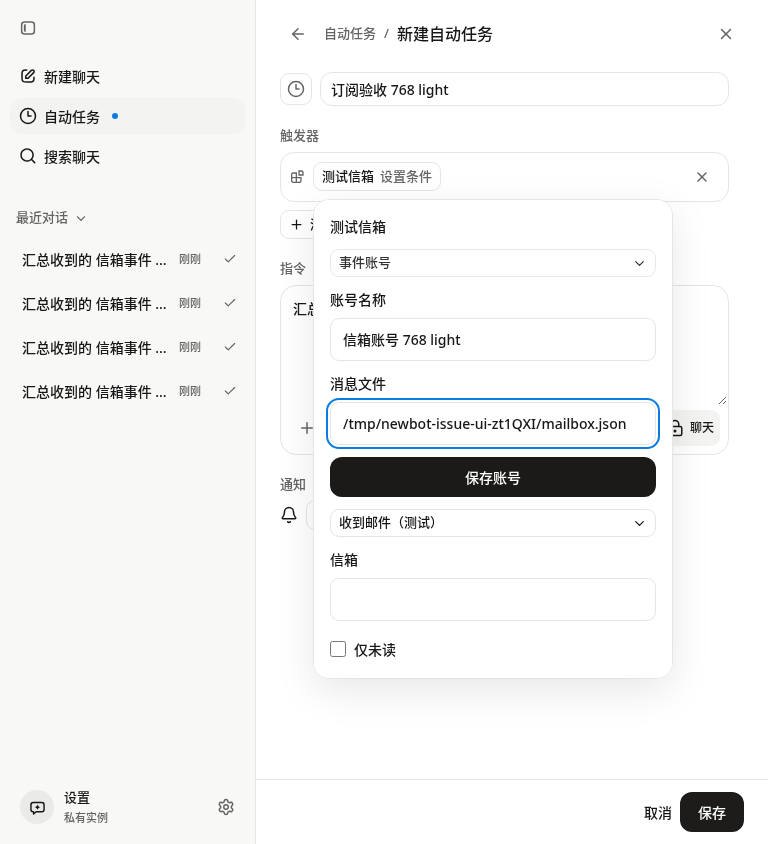 新建聊天
自动任务
搜索聊天
最近对话
汇总收到的 信箱事件 ... 刚刚
汇总收到的 信箱事件 ... 刚刚
汇总收到的 信箱事件 ... 刚刚
汇总收到的 信箱事件 ... 刚刚
设置
私有实例
自动任务 / 新建自动任务
订阅验收 768 light
触发器
测试信箱 设置条件
指令
测试信箱
事件账号
账号名称
信箱账号 768 light
消息文件
/tmp/newbot-issue-ui-zt1QXI/mailbox.json
保存账号
收到邮件（测试）
信箱
仅未读
聊天
通知
取消 保存